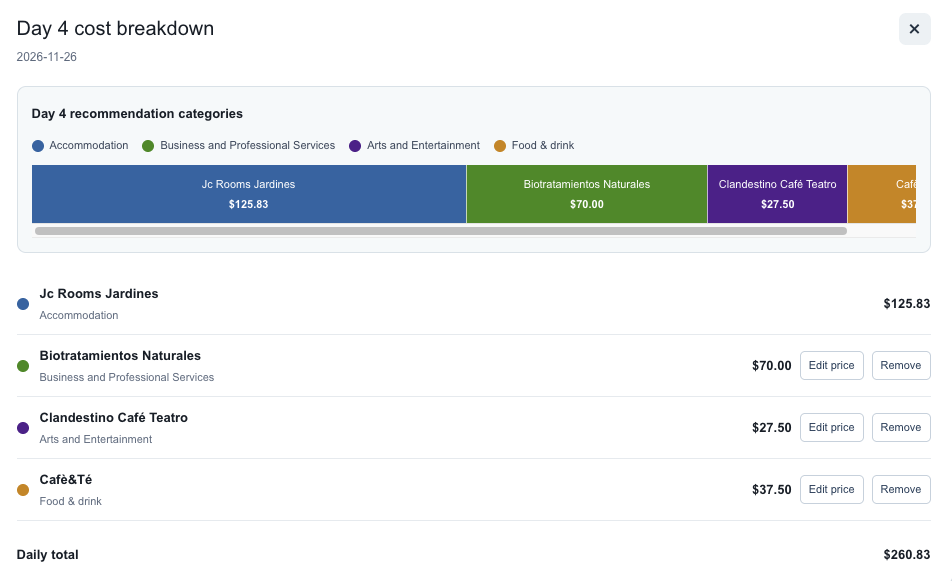 Day 4 cost breakdown
2026-11-26
Day 4 recommendation categories
Accommodation
Business and Professional Services
Arts and Entertainment
Food & drink
Jc Rooms Jardines
$125.83
Biotratamientos Naturales
$70.00
Clandestino Café Teatro
$27.50
Jc Rooms Jardines
Accommodation
$125.83
Biotratamientos Naturales
Business and Professional Services
$70.00
Edit price
Remove
Clandestino Café Teatro
Arts and Entertainment
$27.50
Edit price
Remove
Cafè&Té
Food & drink
$37.50
Edit price
Remove
Daily total
$260.83